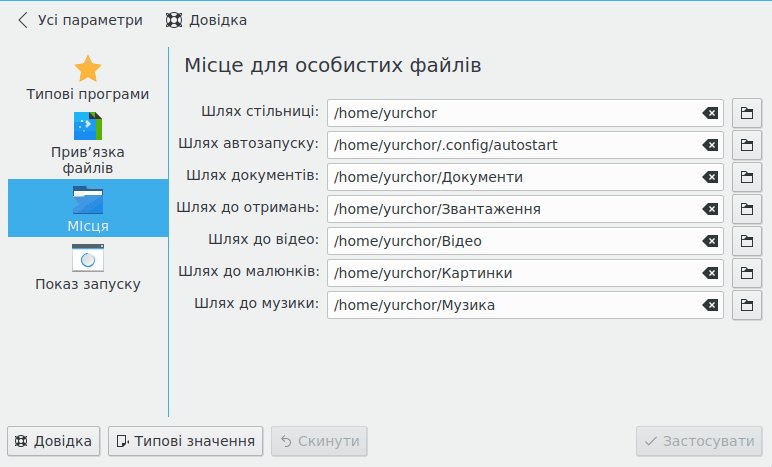 Усі параметри Довідка
Типові програми
Прив’язка
файлів
Місця
Показ запуску
Місце для особистих файлів
Шлях стільниці: /home/yurchor
Шлях автозапуску: /home/yurchor/.config/autostart
Шлях документів: /home/yurchor/Документи
Шлях до отримань: /home/yurchor/Звантаження
Шлях до відео: /home/yurchor/Відео
Шлях до малюнків: /home/yurchor/Картинки
Шлях до музики: /home/yurchor/Музика
Довідка Типові значення Скинути Застосувати